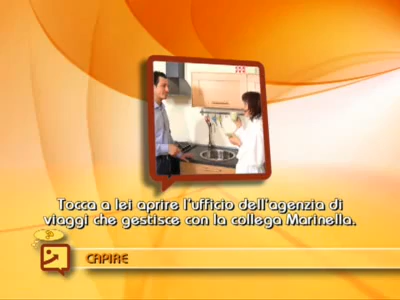 Tocca a lei aprire l'ufficio dell'agenzia di
viaggi che gestisce con la collega Marinella.
CAPIRE